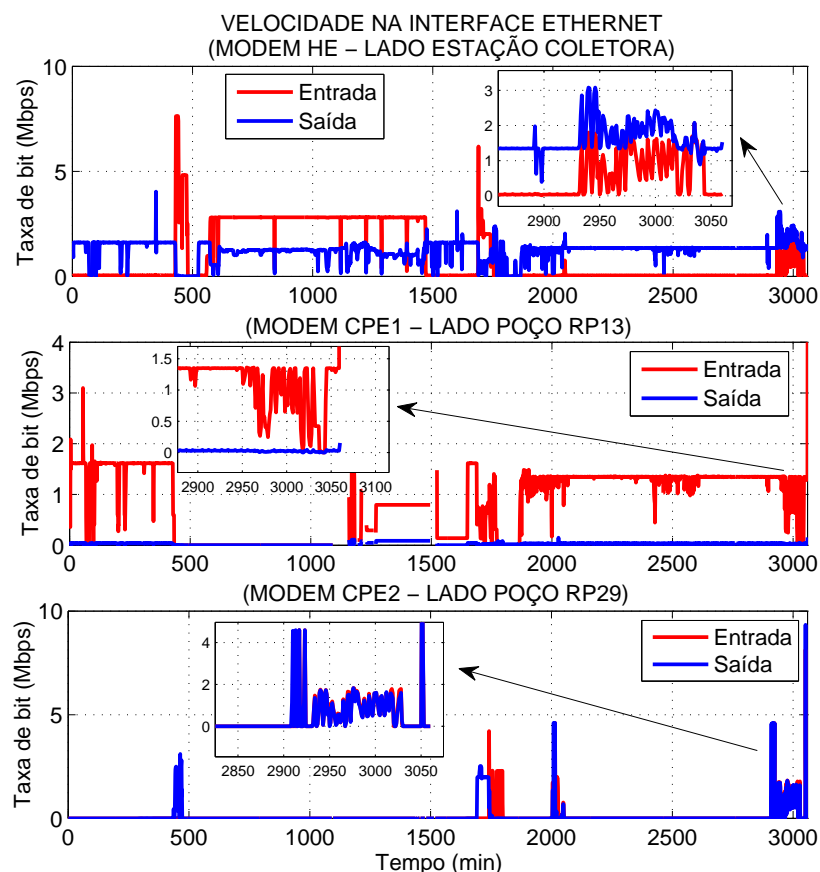 VELOCIDADE NA INTERFACE ETHERNET
(MODEM HE – LADO ESTAÇÃO COLETORA)
Taxa de bit (Mbps)
10
5
0
Entrada
Saída
3
2
1
0
2900 2950 3000 3050
0 500 1000 1500 2000 2500 3000
(MODEM CPE1 – LADO POÇO RP13)
Taxa de bit (Mbps)
4
3
2
1
0
1.5
1
0.5
0
2900 2950 3000 3050 3100
Entrada
Saída
0 500 1000 1500 2000 2500 3000
(MODEM CPE2 – LADO POÇO RP29)
Taxa de bit (Mbps)
10
5
0
4
2
0
2850 2900 2950 3000 3050
Entrada
Saída
0 500 1000 1500 2000 2500 3000
Tempo (min)